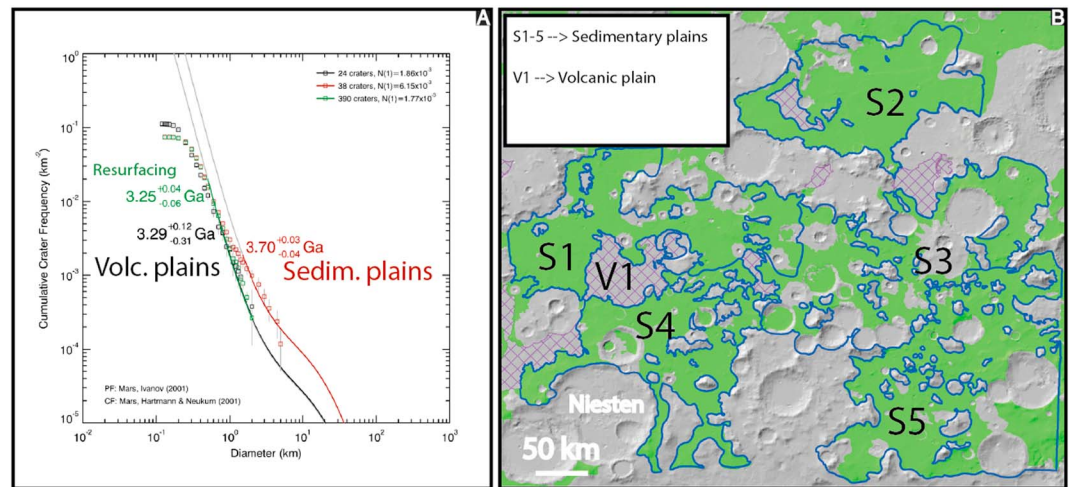 A
10^0
10^-1
10^-2
10^-3
10^-4
10^-5
10^-2
10^-1
10^0
10^1
10^2
10^3
Cumulative Crater Frequency (km^-2)
Diameter (km)
24 craters, N(1)=1.86x10^-3
38 craters, N(1)=6.15x10^-3
390 craters, N(1)=1.77x10^-3
Resurfacing
3.25 +0.04 -0.06 Ga
3.29 +0.12 -0.31 Ga
3.70 +0.03 -0.04 Ga
Volc. plains
Sedim. plains
PF: Mars, Ivanov (2001)
CF: Mars, Hartmann & Neukum (2001)
B
S1-5 --> Sedimentary plains
V1 --> Volcanic plain
S2
S1
V1
S3
S4
Niesten
S5
50 km